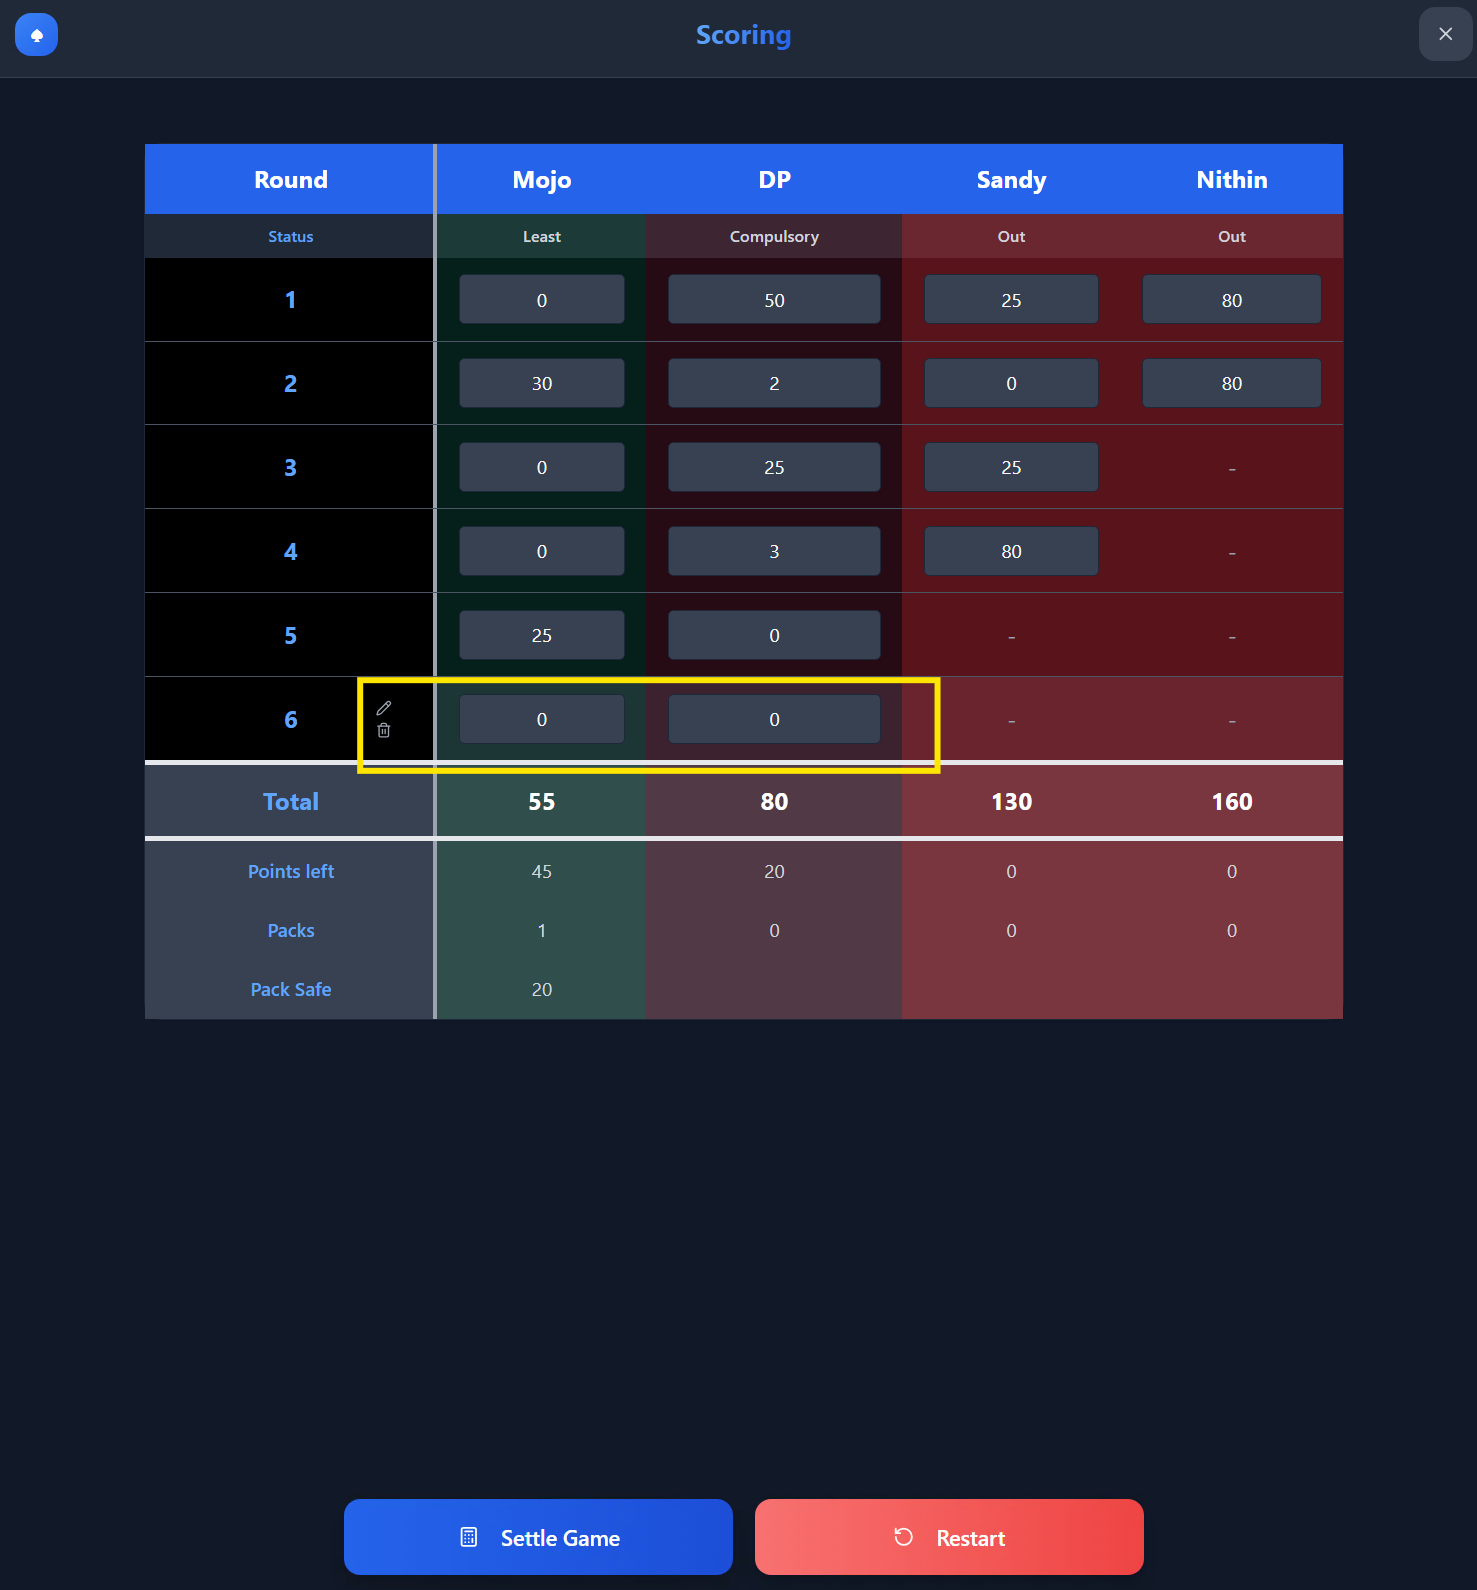 Scoring
Round Mojo DP Sandy Nithin
Status Least Compulsory Out Out
1 0 50 25 80
2 30 2 0 80
3 0 25 25 -
4 0 3 80 -
5 25 0 - -
6 0 0 - -
Total 55 80 130 160
Points left 45 20 0 0
Packs 1 0 0 0
Pack Safe 20
Settle Game Restart